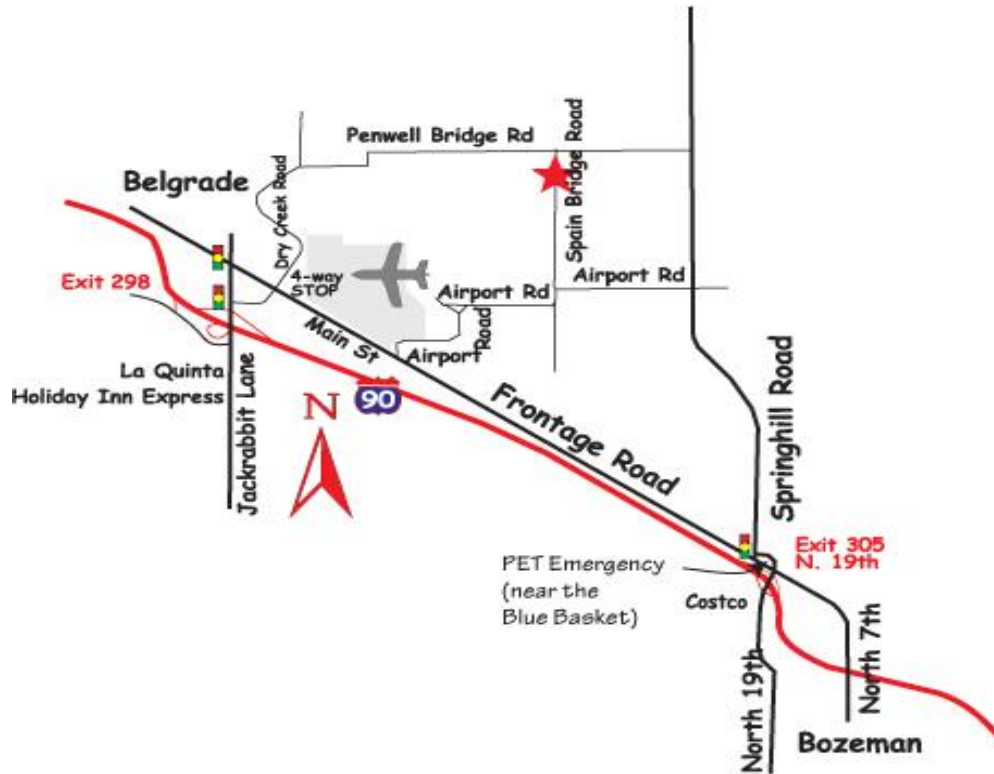 Penwell Bridge Rd
Spain Bridge Road
Belgrade
Dry Creek Road
Exit 298
4-way
STOP
Airport Rd
Airport Rd
Airport
Road
Main St
La Quinta
Holiday Inn Express
Jackrabbit Lane
90
N
Frontage Road
Springhill Road
Exit 305
N. 19th
PET Emergency
(near the
Blue Basket)
Costco
North 19th
North 7th
Bozeman